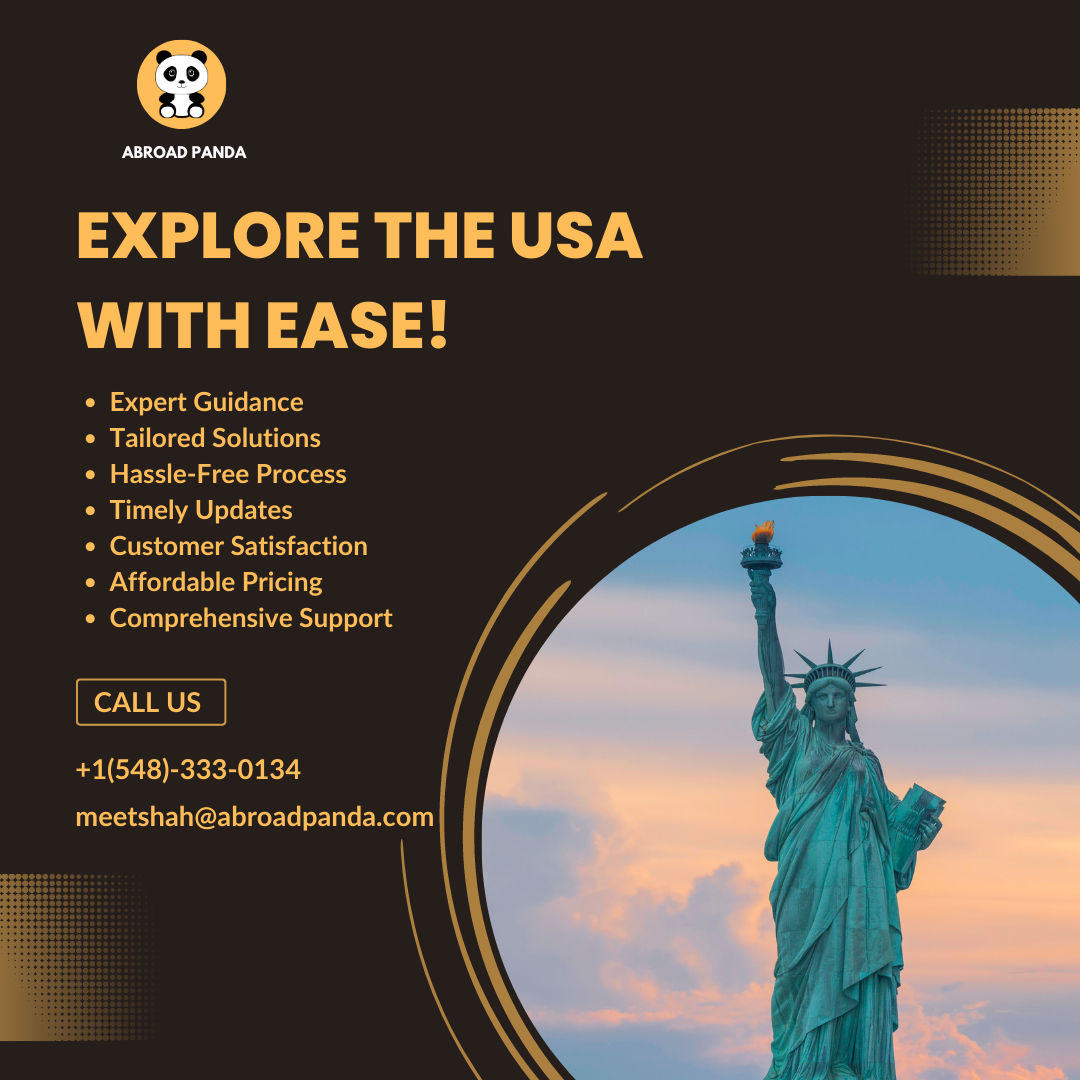 ABROAD PANDA
EXPLORE THE USA
WITH EASE!
• Expert Guidance
• Tailored Solutions
• Hassle-Free Process
• Timely Updates
• Customer Satisfaction
• Affordable Pricing
• Comprehensive Support
CALL US
+1(548)-333-0134
meetshah@abroadpanda.com